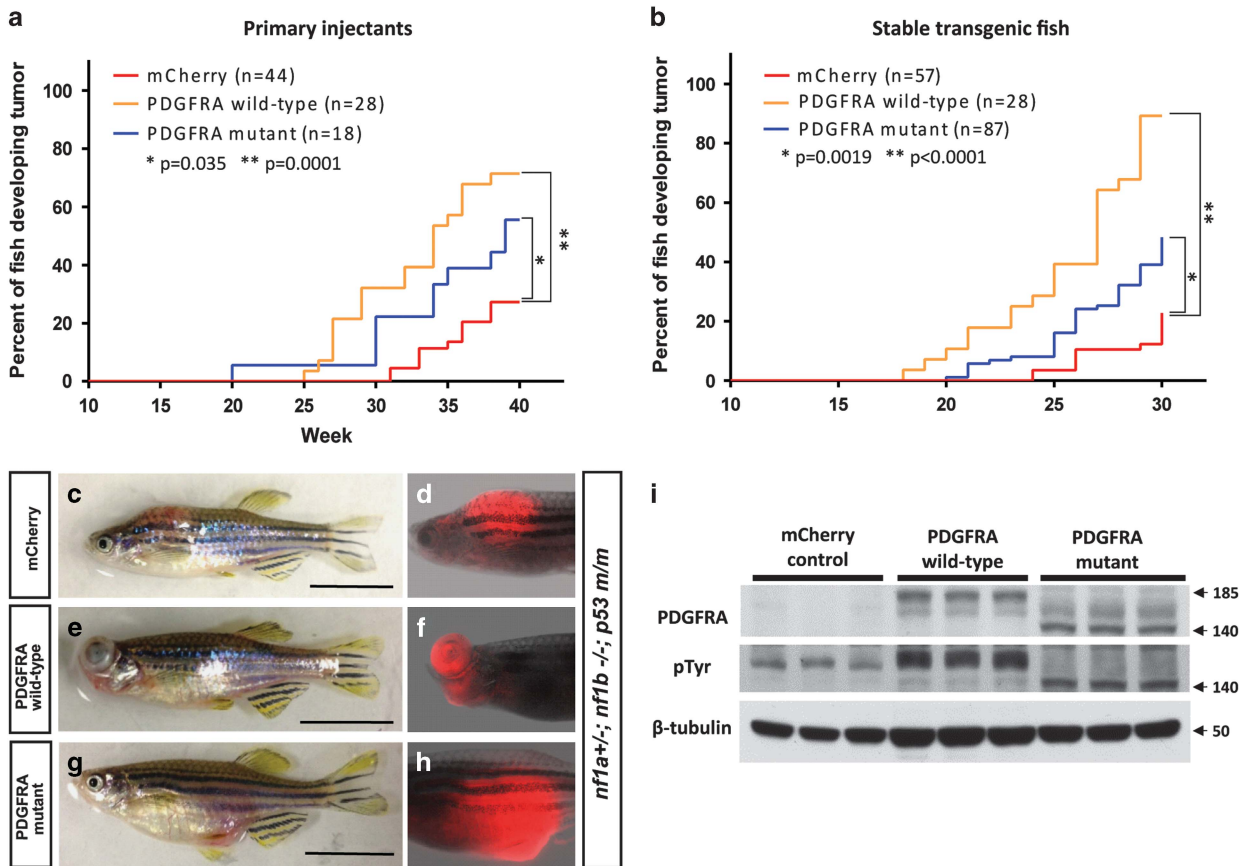 a
Primary injectants
Percent of fish developing tumor
100
80
60
40
20
0
mCherry (n=44)
PDGFRA wild-type (n=28)
PDGFRA mutant (n=18)
* p=0.035 ** p=0.0001
*
**
10 15 20 25 30 35 40
Week
b
Stable transgenic fish
Percent of fish developing tumor
100
80
60
40
20
0
mCherry (n=57)
PDGFRA wild-type (n=28)
PDGFRA mutant (n=87)
* p=0.0019 ** p<0.0001
*
**
10 15 20 25 30
mCherry
c
d
PDGFRA
wild-type
e
f
PDGFRA
mutant
g
h
nf1a+/-; nf1b -/-; p53 m/m
i
mCherry
control
PDGFRA
wild-type
PDGFRA
mutant
PDGFRA
185
140
pTyr
140
β-tubulin
50